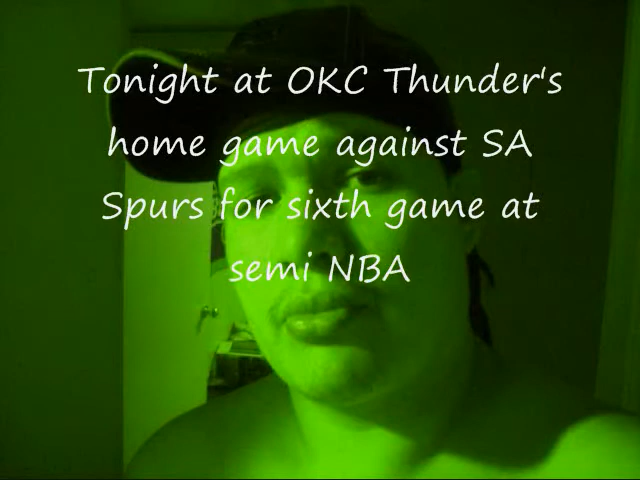 Tonight at OKC Thunder's
home game against SA
Spurs for sixth game at
semi NBA